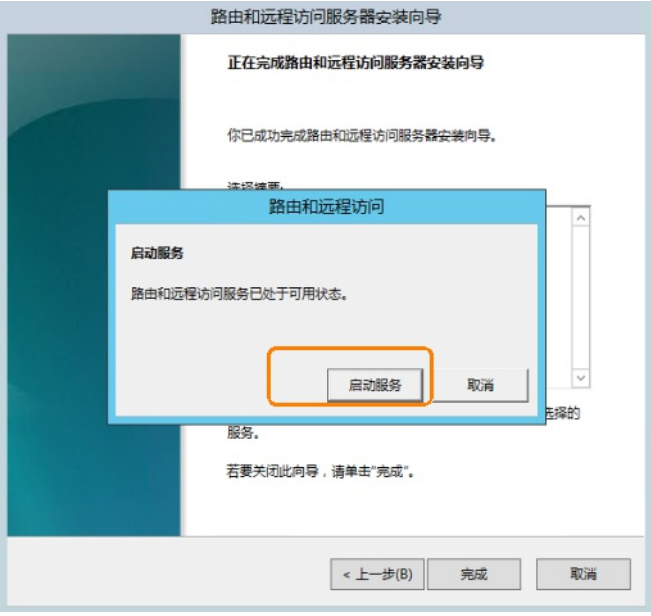 路由和远程访问服务器安装向导
正在完成路由和远程访问服务器安装向导
你已成功完成路由和远程访问服务器安装向导。
选择摘要:
路由和远程访问
启动服务
路由和远程访问服务已处于可用状态。
启动服务
取消
选择的
服务。
若要关闭此向导，请单击"完成"。
< 上一步(B)
完成
取消